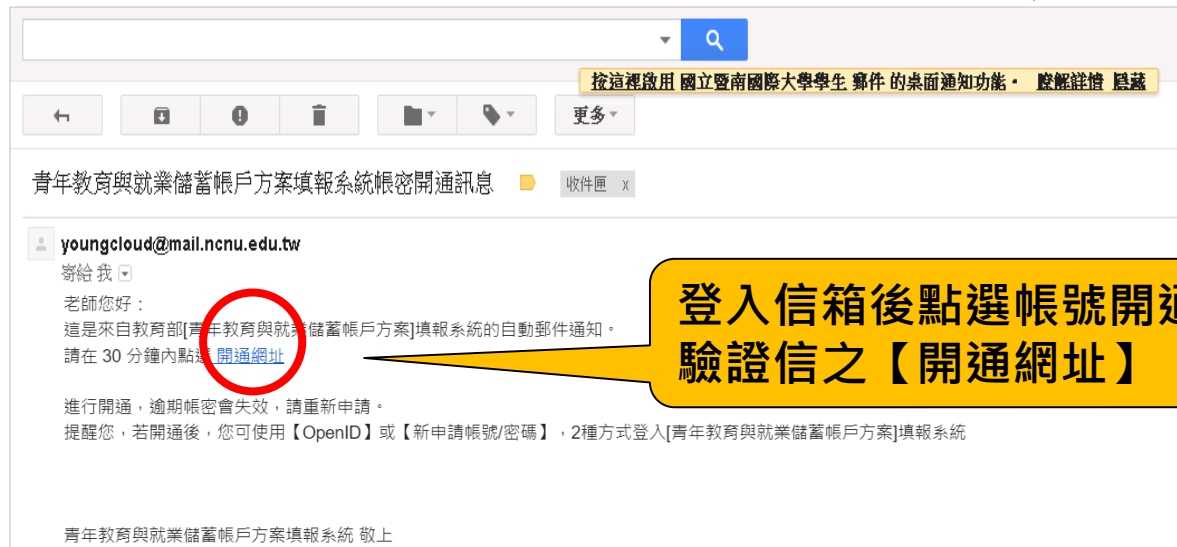 按這裡啟用 國立暨南國際大學學生 郵件 的桌面通知功能。 瞭解詳情 隱藏
更多
青年教育與就業儲蓄帳戶方案填報系統帳密開通訊息 收件匣 x
youngcloud@mail.ncnu.edu.tw
寄給 我
老師您好：
這是來自教育部[青年教育與就業儲蓄帳戶方案]填報系統的自動郵件通知。
請在 30 分鐘內點選 開通網址
登入信箱後點選帳號開通
驗證信之【開通網址】
進行開通，逾期帳密會失效，請重新申請。
提醒您，若開通後，您可使用【OpenID】或【新申請帳號/密碼】，2種方式登入[青年教育與就業儲蓄帳戶方案]填報系統
青年教育與就業儲蓄帳戶方案填報系統 敬上